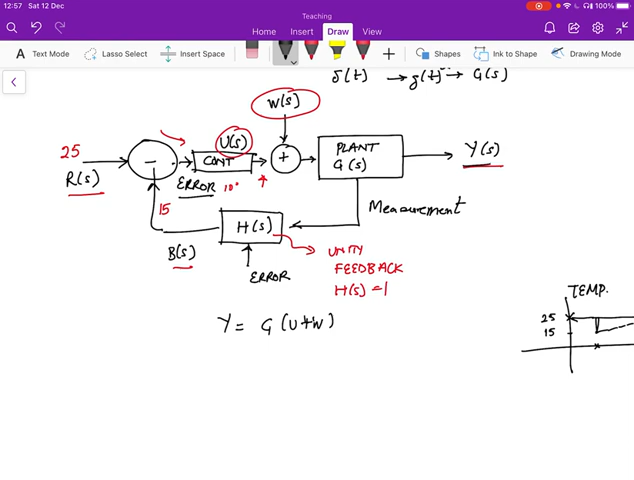 12:57 Sat 12 Dec
Teaching
100%
Home Insert Draw View
Text Mode Lasso Select Insert Space Shapes Ink to Shape Drawing Mode
δ(t) → g(t) → G(s)
W(s)
25
U(s)
R(s)
-
CONT
+
PLANT
G(s)
Y(s)
ERROR 10°
15
Measurement
H(s)
B(s)
UNITY
FEEDBACK
H(s) = 1
ERROR
TEMP.
25
15
Y = G (U+W)